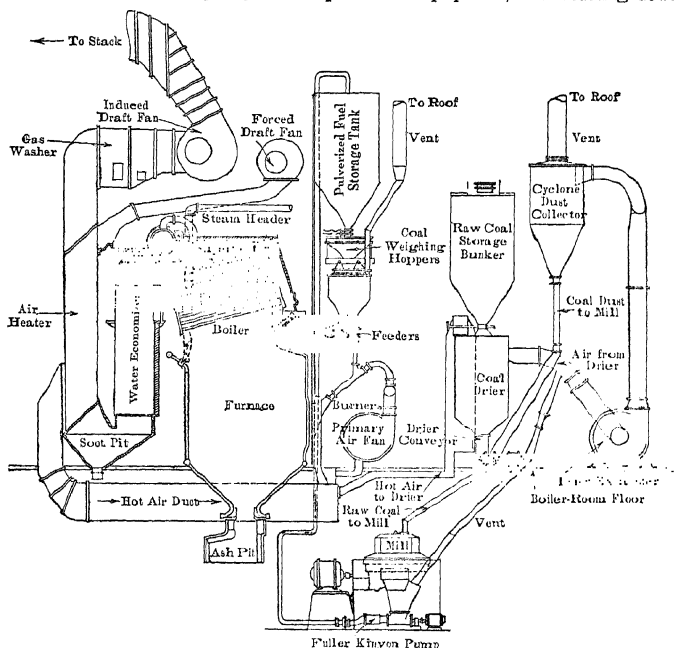 To Stack
Induced
Draft Fan
Gas
Washer
Forced
Draft Fan
Steam Header
Air
Heater
Water Economizer
Boiler
Furnace
Soot Pit
Hot Air Duct
Ash Pit
Pulverized Fuel
Storage Tank
To Roof
Vent
Coal
Weighing
Hoppers
Feeders
Burner
Primary
Air Fan
Raw Coal
Storage
Bunker
To Roof
Vent
Cyclone
Dust
Collector
Coal Dust
to Mill
Air from
Drier
Coal
Drier
Drier
Conveyor
Hot Air
to Drier
Raw Coal
to Mill
Boiler-Room Floor
Vent
Mill
Fuller Kinyon Pump